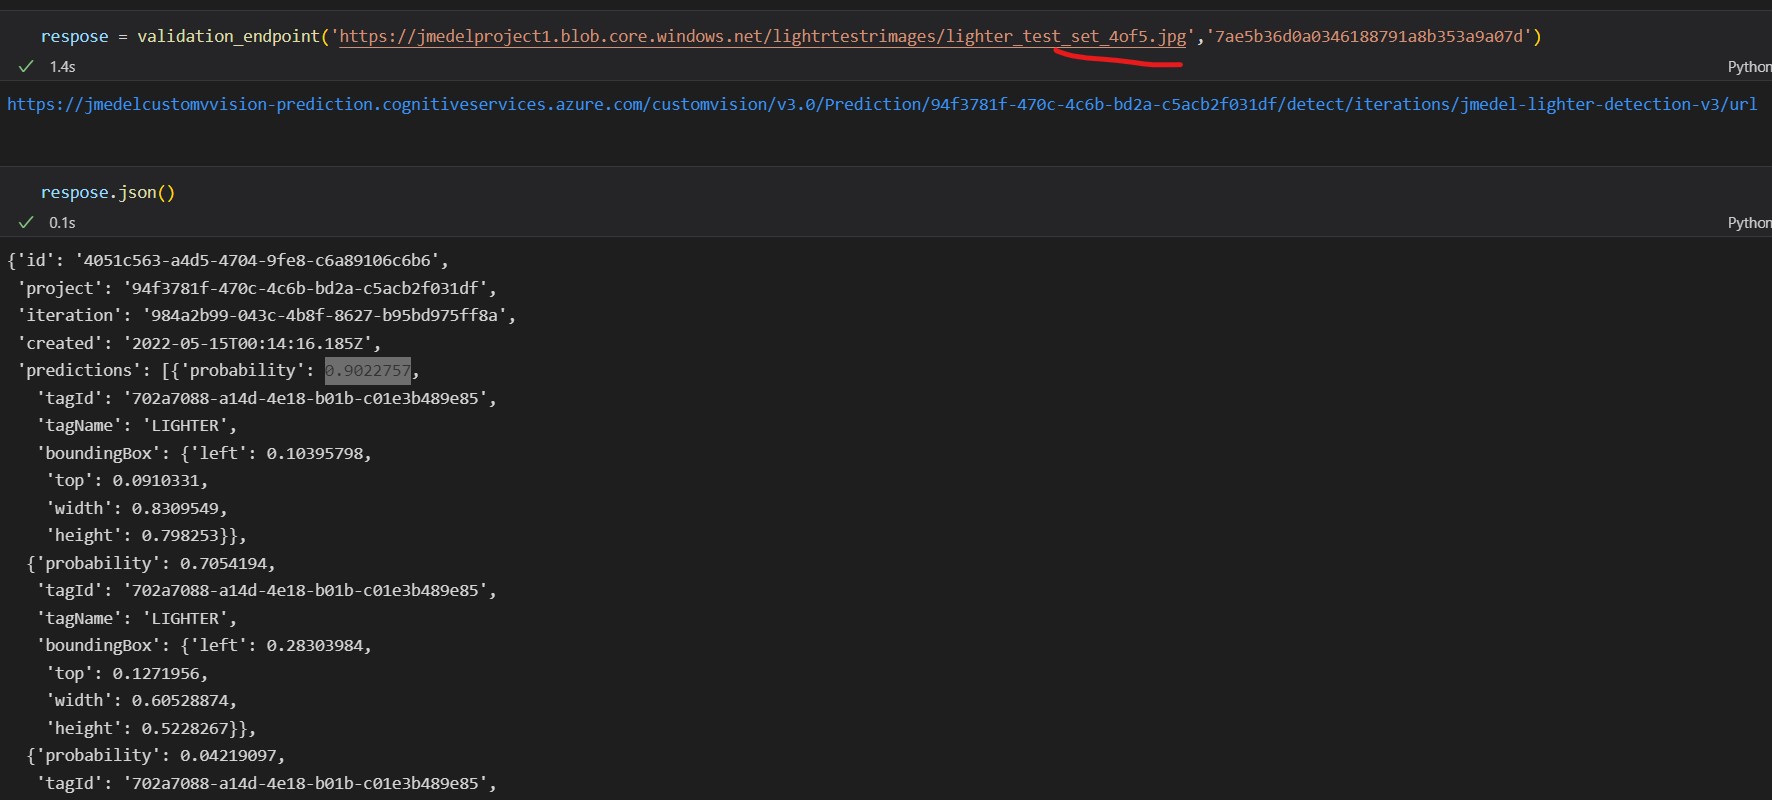 respose = validation_endpoint('https://jmedelproject1.blob.core.windows.net/lightrtestrimages/lighter_test_set_4of5.jpg','7ae5b36d0a0346188791a8b353a9a07d')
1.4s
Python
https://jmedelcustomvvision-prediction.cognitiveservices.azure.com/customvision/v3.0/Prediction/94f3781f-470c-4c6b-bd2a-c5acb2f031df/detect/iterations/jmedel-lighter-detection-v3/url
respose.json()
0.1s
Python
{'id': '4051c563-a4d5-4704-9fe8-c6a89106c6b6',
'project': '94f3781f-470c-4c6b-bd2a-c5acb2f031df',
'iteration': '984a2b99-043c-4b8f-8627-b95bd975ff8a',
'created': '2022-05-15T00:14:16.185Z',
'predictions': [{'probability': 0.9022757,
'tagId': '702a7088-a14d-4e18-b01b-c01e3b489e85',
'tagName': 'LIGHTER',
'boundingBox': {'left': 0.10395798,
'top': 0.0910331,
'width': 0.8309549,
'height': 0.798253}},
{'probability': 0.7054194,
'tagId': '702a7088-a14d-4e18-b01b-c01e3b489e85',
'tagName': 'LIGHTER',
'boundingBox': {'left': 0.28303984,
'top': 0.1271956,
'width': 0.60528874,
'height': 0.5228267}},
{'probability': 0.04219097,
'tagId': '702a7088-a14d-4e18-b01b-c01e3b489e85',